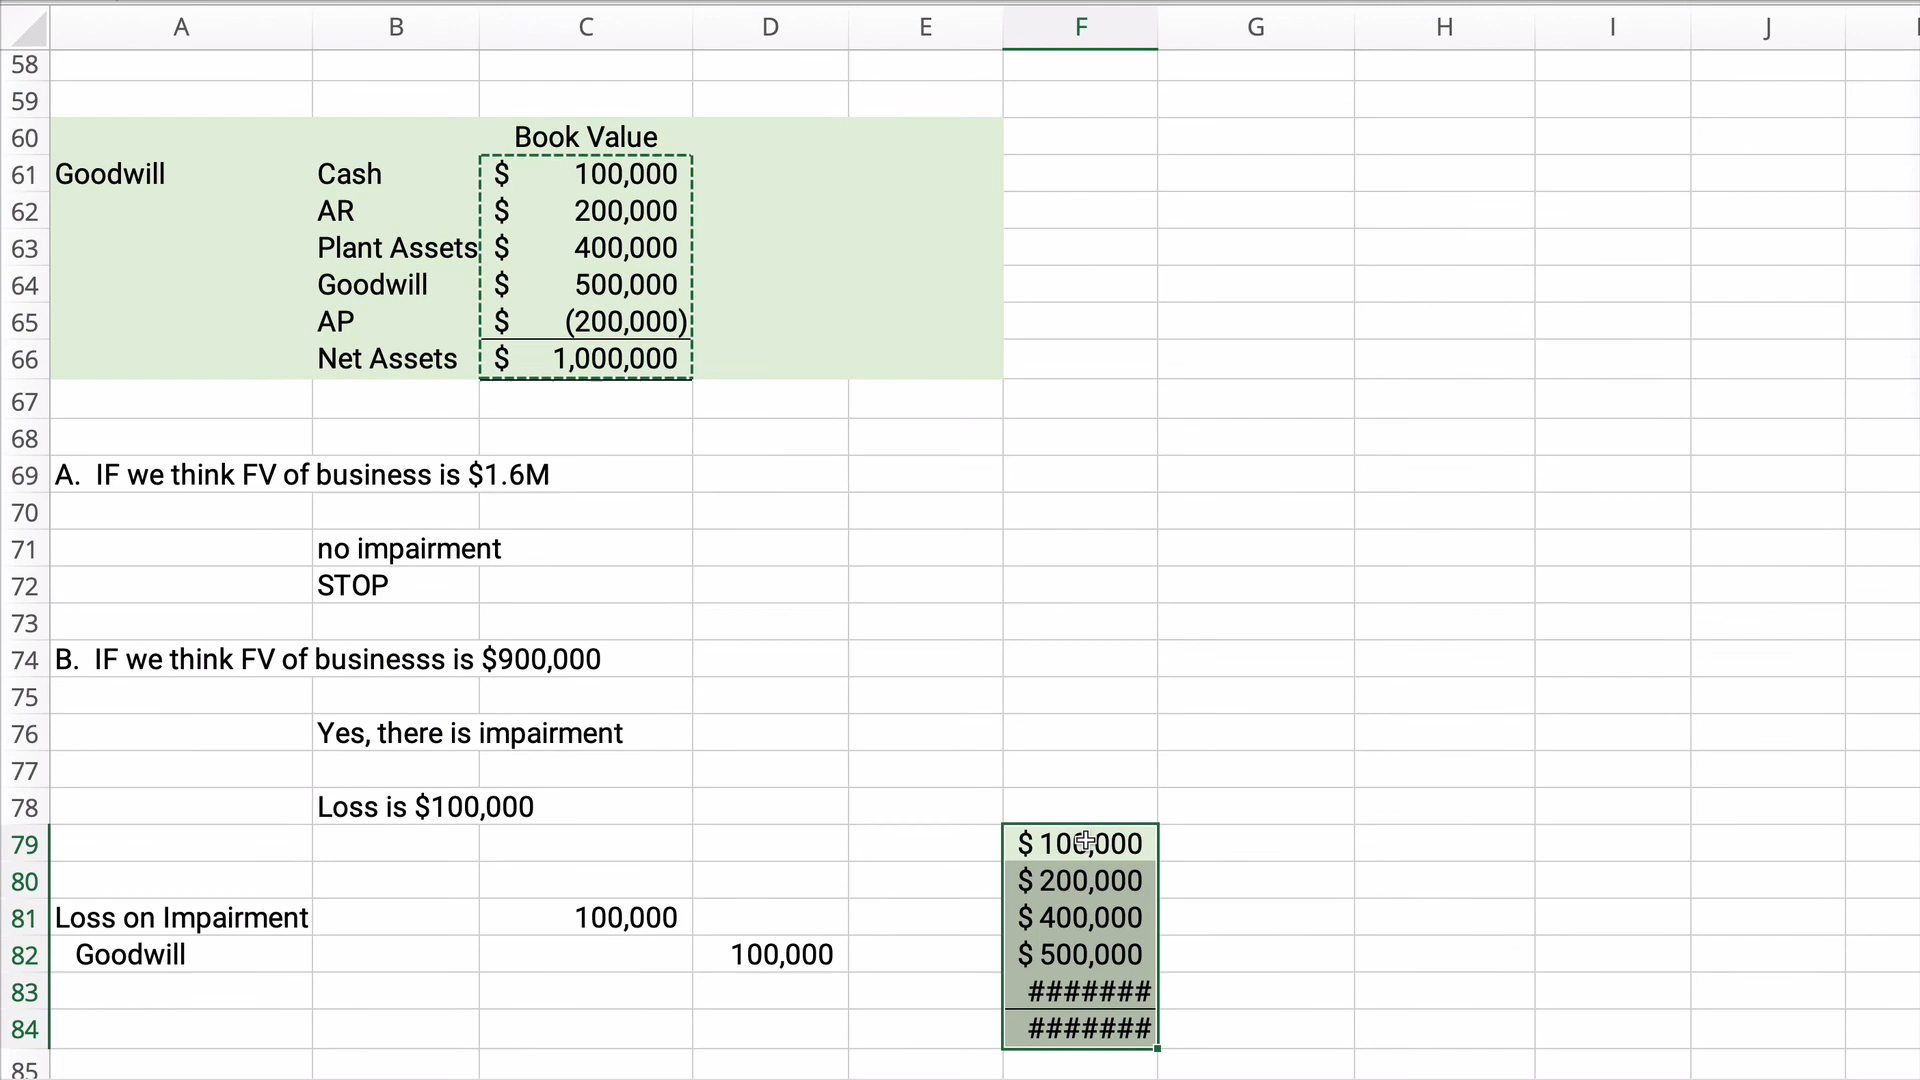 A B C D E F G H I J
58
59
60 Book Value
61 Goodwill Cash $ 100,000
62 AR $ 200,000
63 Plant Assets $ 400,000
64 Goodwill $ 500,000
65 AP $ (200,000)
66 Net Assets $ 1,000,000
67
68
69 A. IF we think FV of business is $1.6M
70
71 no impairment
72 STOP
73
74 B. IF we think FV of businesss is $900,000
75
76 Yes, there is impairment
77
78 Loss is $100,000
79 $ 100,000
80 $ 200,000
81 Loss on Impairment 100,000 $ 400,000
82 Goodwill 100,000 $ 500,000
83 #######
84 #######
85